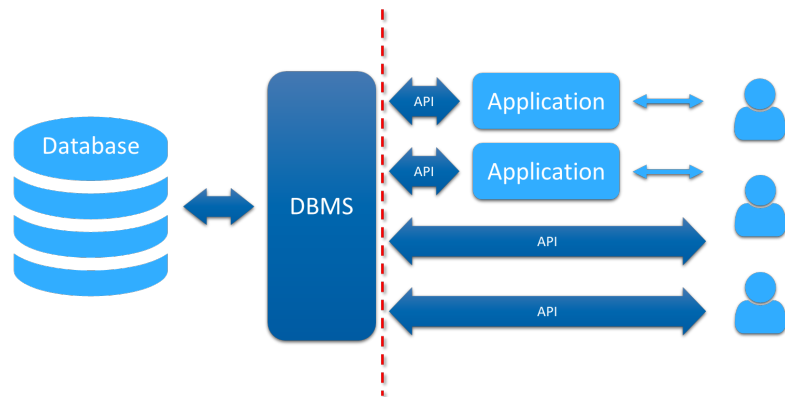 Database
DBMS
API
Application
API
Application
API
API